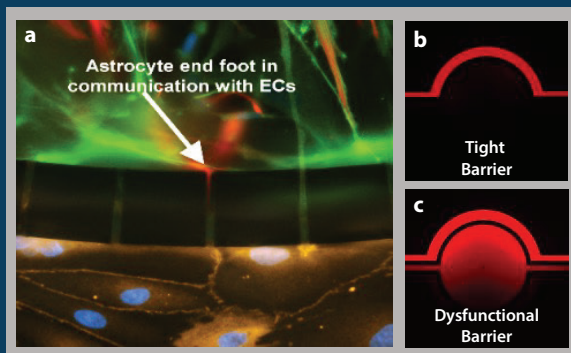 a
Astrocyte end foot in
communication with ECs
b
Tight
Barrier
c
Dysfunctional
Barrier